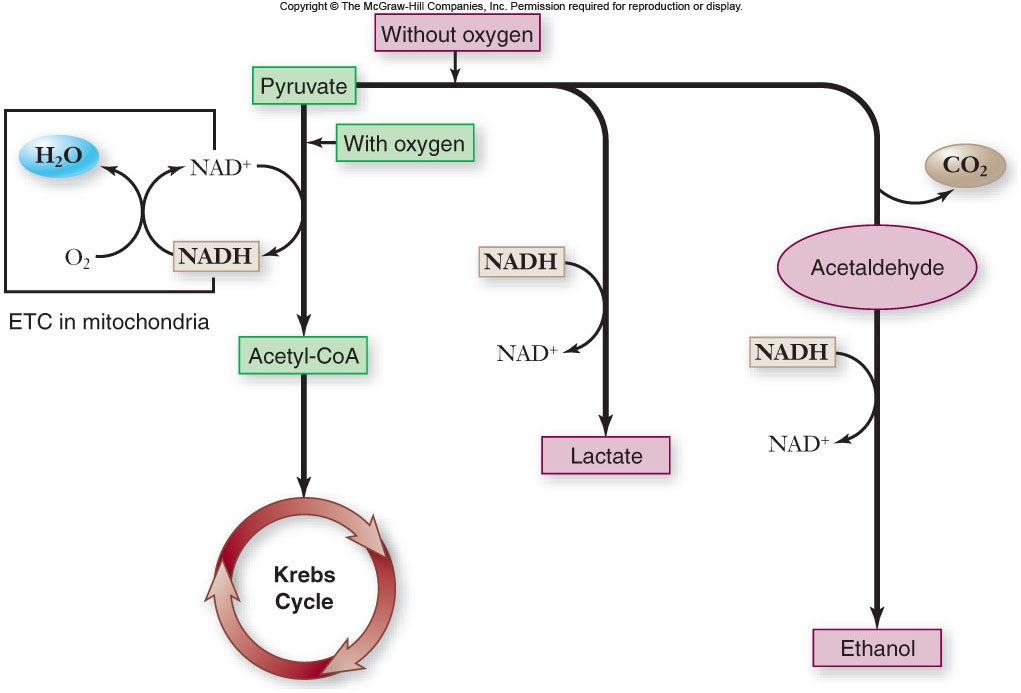 Copyright © The McGraw-Hill Companies, Inc. Permission required for reproduction or display.
Without oxygen
Pyruvate
With oxygen
H₂O
NAD⁺
CO₂
O₂
NADH
NADH
Acetaldehyde
ETC in mitochondria
Acetyl-CoA
NAD⁺
NADH
NAD⁺
Lactate
Krebs
Cycle
Ethanol